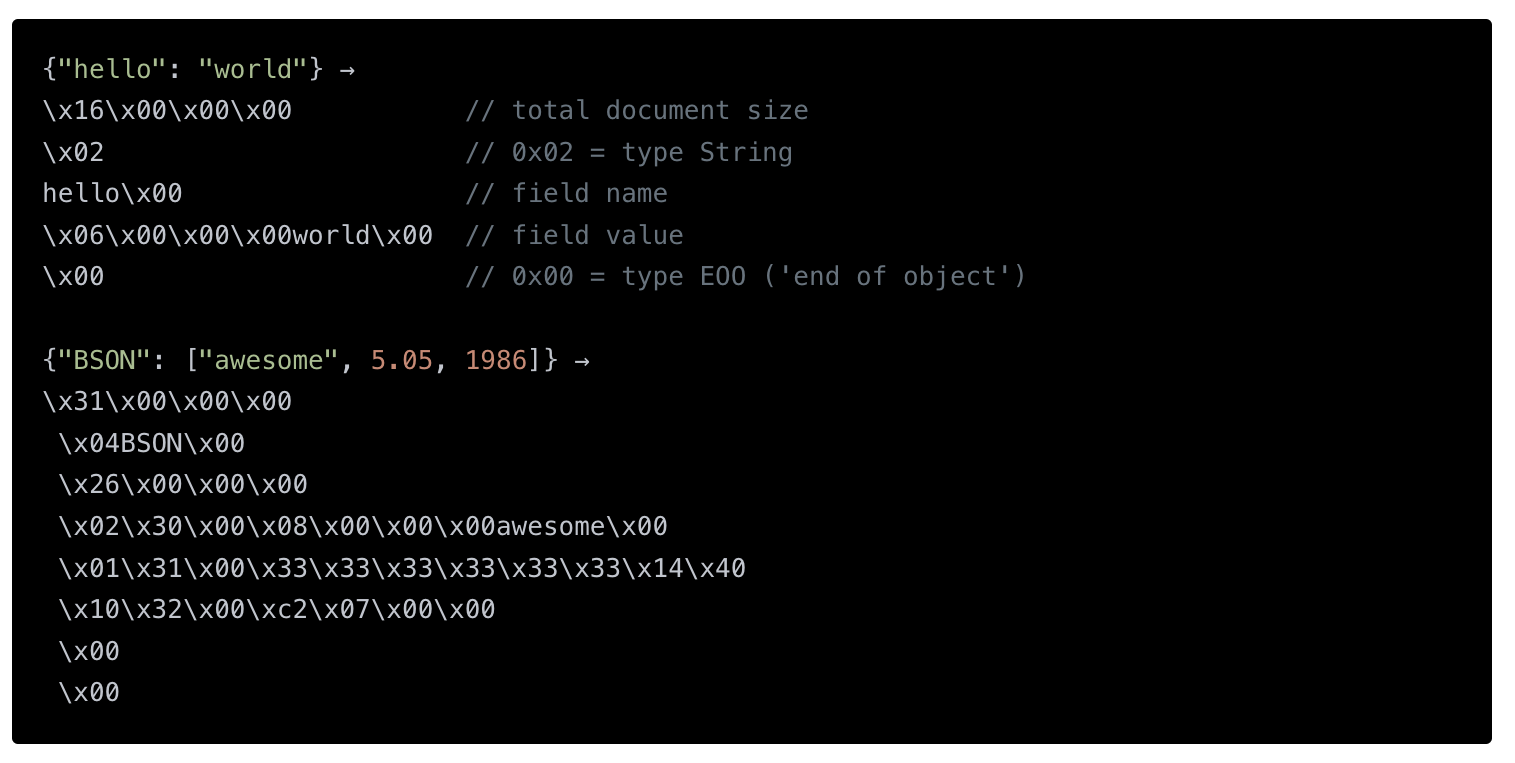 {"hello": "world"} →
\x16\x00\x00\x00           // total document size
\x02                       // 0x02 = type String
hello\x00                  // field name
\x06\x00\x00\x00world\x00  // field value
\x00                       // 0x00 = type EOO ('end of object')

{"BSON": ["awesome", 5.05, 1986]} →
\x31\x00\x00\x00
 \x04BSON\x00
 \x26\x00\x00\x00
 \x02\x30\x00\x08\x00\x00\x00awesome\x00
 \x01\x31\x00\x33\x33\x33\x33\x33\x33\x14\x40
 \x10\x32\x00\xc2\x07\x00\x00
 \x00
 \x00